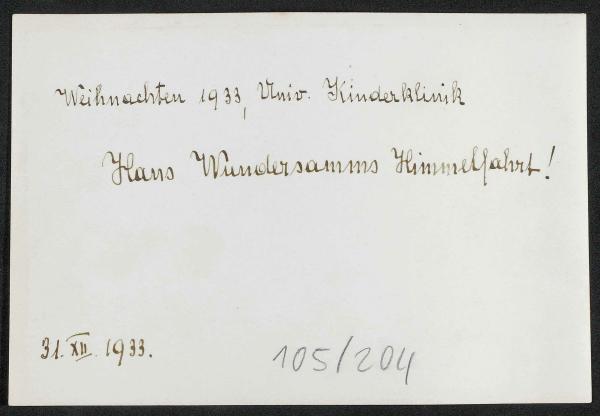 Weihnachten 1933, Univ. Kinderklinik
Hans Wundersamms Himmelfahrt!
31. XII. 1933.
105/204